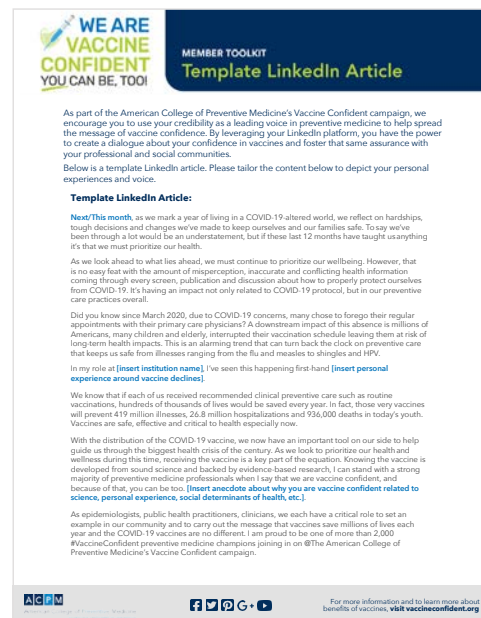 WE ARE
VACCINE
CONFIDENT
YOU CAN BE, TOO!
MEMBER TOOLKIT
Template LinkedIn Article
As part of the American College of Preventive Medicine's Vaccine Confident campaign, we
encourage you to use your credibility as a leading voice in preventive medicine to help spread
the message of vaccine confidence. By leveraging your LinkedIn platform, you have the power
to create a dialogue about your confidence in vaccines and foster that same assurance with
your professional and social communities.
Below is a template LinkedIn article. Please tailor the content below to depict your personal
experiences and voice.
Template LinkedIn Article:
Next/This month, as we mark a year of living in a COVID-19-altered world, we reflect on hardships,
tough decisions and changes we've made to keep ourselves and our families safe. To say we've
been through a lot would be an understatement, but if these last 12 months have taught us anything
it's that we must prioritize our health.
As we look ahead to what lies ahead, we must continue to prioritize our wellbeing. However, that
is no easy feat with the amount of misperception, inaccurate and conflicting health information
coming through every screen, publication and discussion about how to properly protect ourselves
from COVID-19. It's having an impact not only related to COVID-19 protocol, but in our preventive
care practices overall.
Did you know since March 2020, due to COVID-19 concerns, many chose to forego their regular
appointments with their primary care physicians? A downstream impact of this absence is millions of
Americans, many children and elderly, interrupted their vaccination schedule leaving them at risk of
long-term health impacts. This is an alarming trend that can turn back the clock on preventive care
that keeps us safe from illnesses ranging from the flu and measles to shingles and HPV.
In my role at [insert institution name], I've seen this happening first-hand [insert personal
experience around vaccine declines].
We know that if each of us received recommended clinical preventive care such as routine
vaccinations, hundreds of thousands of lives would be saved every year. In fact, those very vaccines
will prevent 419 million illnesses, 26.8 million hospitalizations and 936,000 deaths in today's youth.
Vaccines are safe, effective and critical to health especially now.
With the distribution of the COVID-19 vaccine, we now have an important tool on our side to help
guide us through the biggest health crisis of the century. As we look to prioritize our health and
wellness during this time, receiving the vaccine is a key part of the equation. Knowing the vaccine is
developed from sound science and backed by evidence-based research, I can stand with a strong
majority of preventive medicine professionals when I say that we are vaccine confident, and
because of that, you can be too. [Insert anecdote about why you are vaccine confident related to
science, personal experience, social determinants of health, etc.].
As epidemiologists, public health practitioners, clinicians, we each have a critical role to set an
example in our community and to carry out the message that vaccines save millions of lives each
year and the COVID-19 vaccines are no different. I am proud to be one of more than 2,000
#VaccineConfident preventive medicine champions joining in on @The American College of
Preventive Medicine's Vaccine Confident campaign.
ACPM
For more information and to learn more about
benefits of vaccines, visit vaccineconfident.org